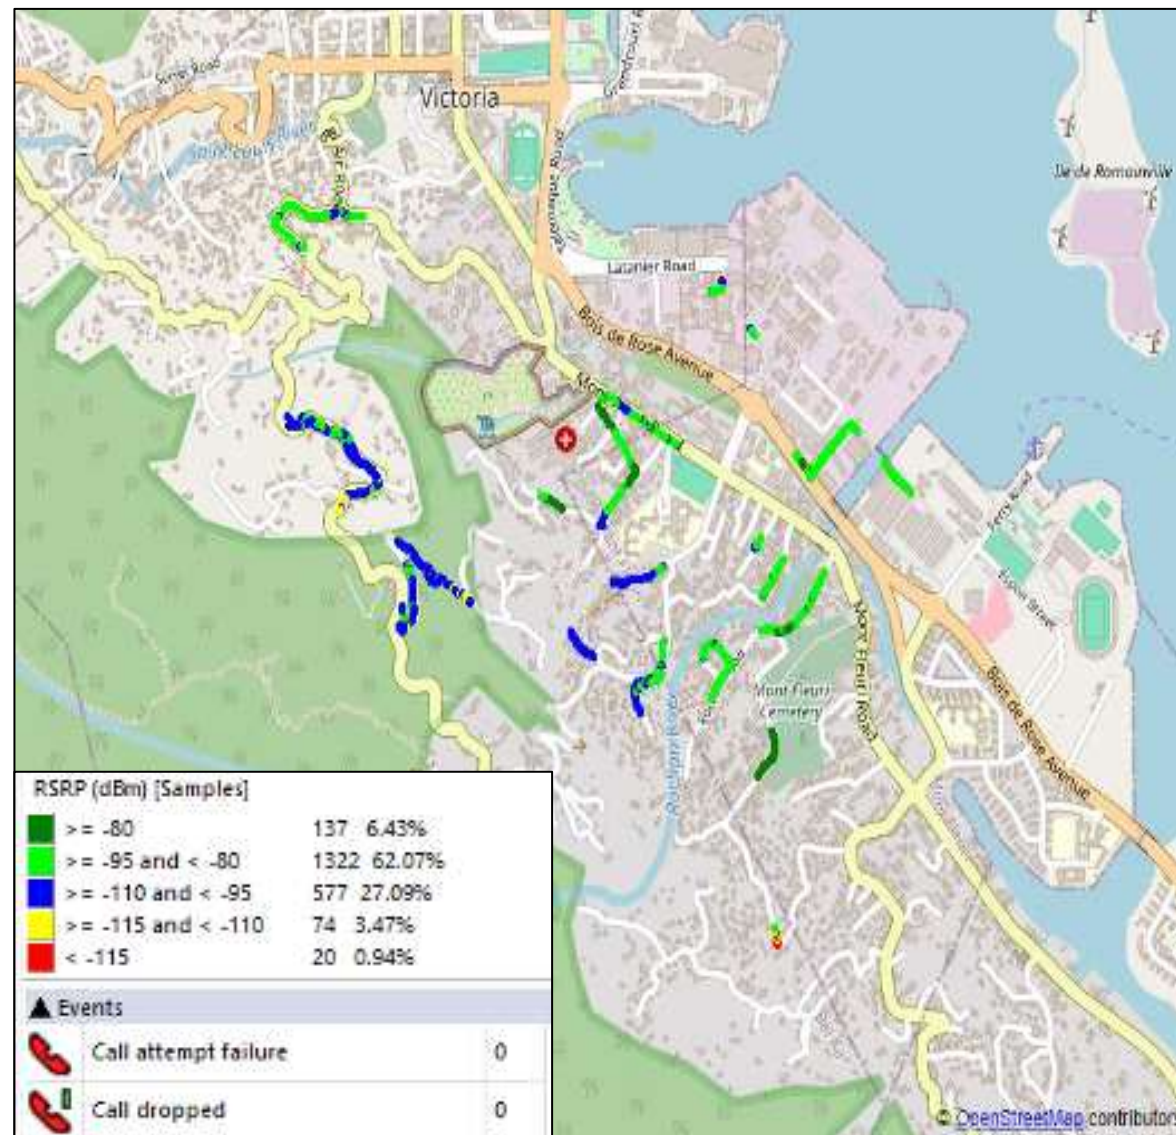 Victoria
Ile de Romainville
Latanier Road
Bois de Rose Avenue
Ferry Road
Mont Fleuri Road
Mont Fleuri
Cemetery
Bois de Rose Avenue
RSRP (dBm) [Samples]
>= -80 137 6.43%
>= -95 and < -80 1322 62.07%
>= -110 and < -95 577 27.09%
>= -115 and < -110 74 3.47%
< -115 20 0.94%
Events
Call attempt failure 0
Call dropped 0
© OpenStreetMap contributor